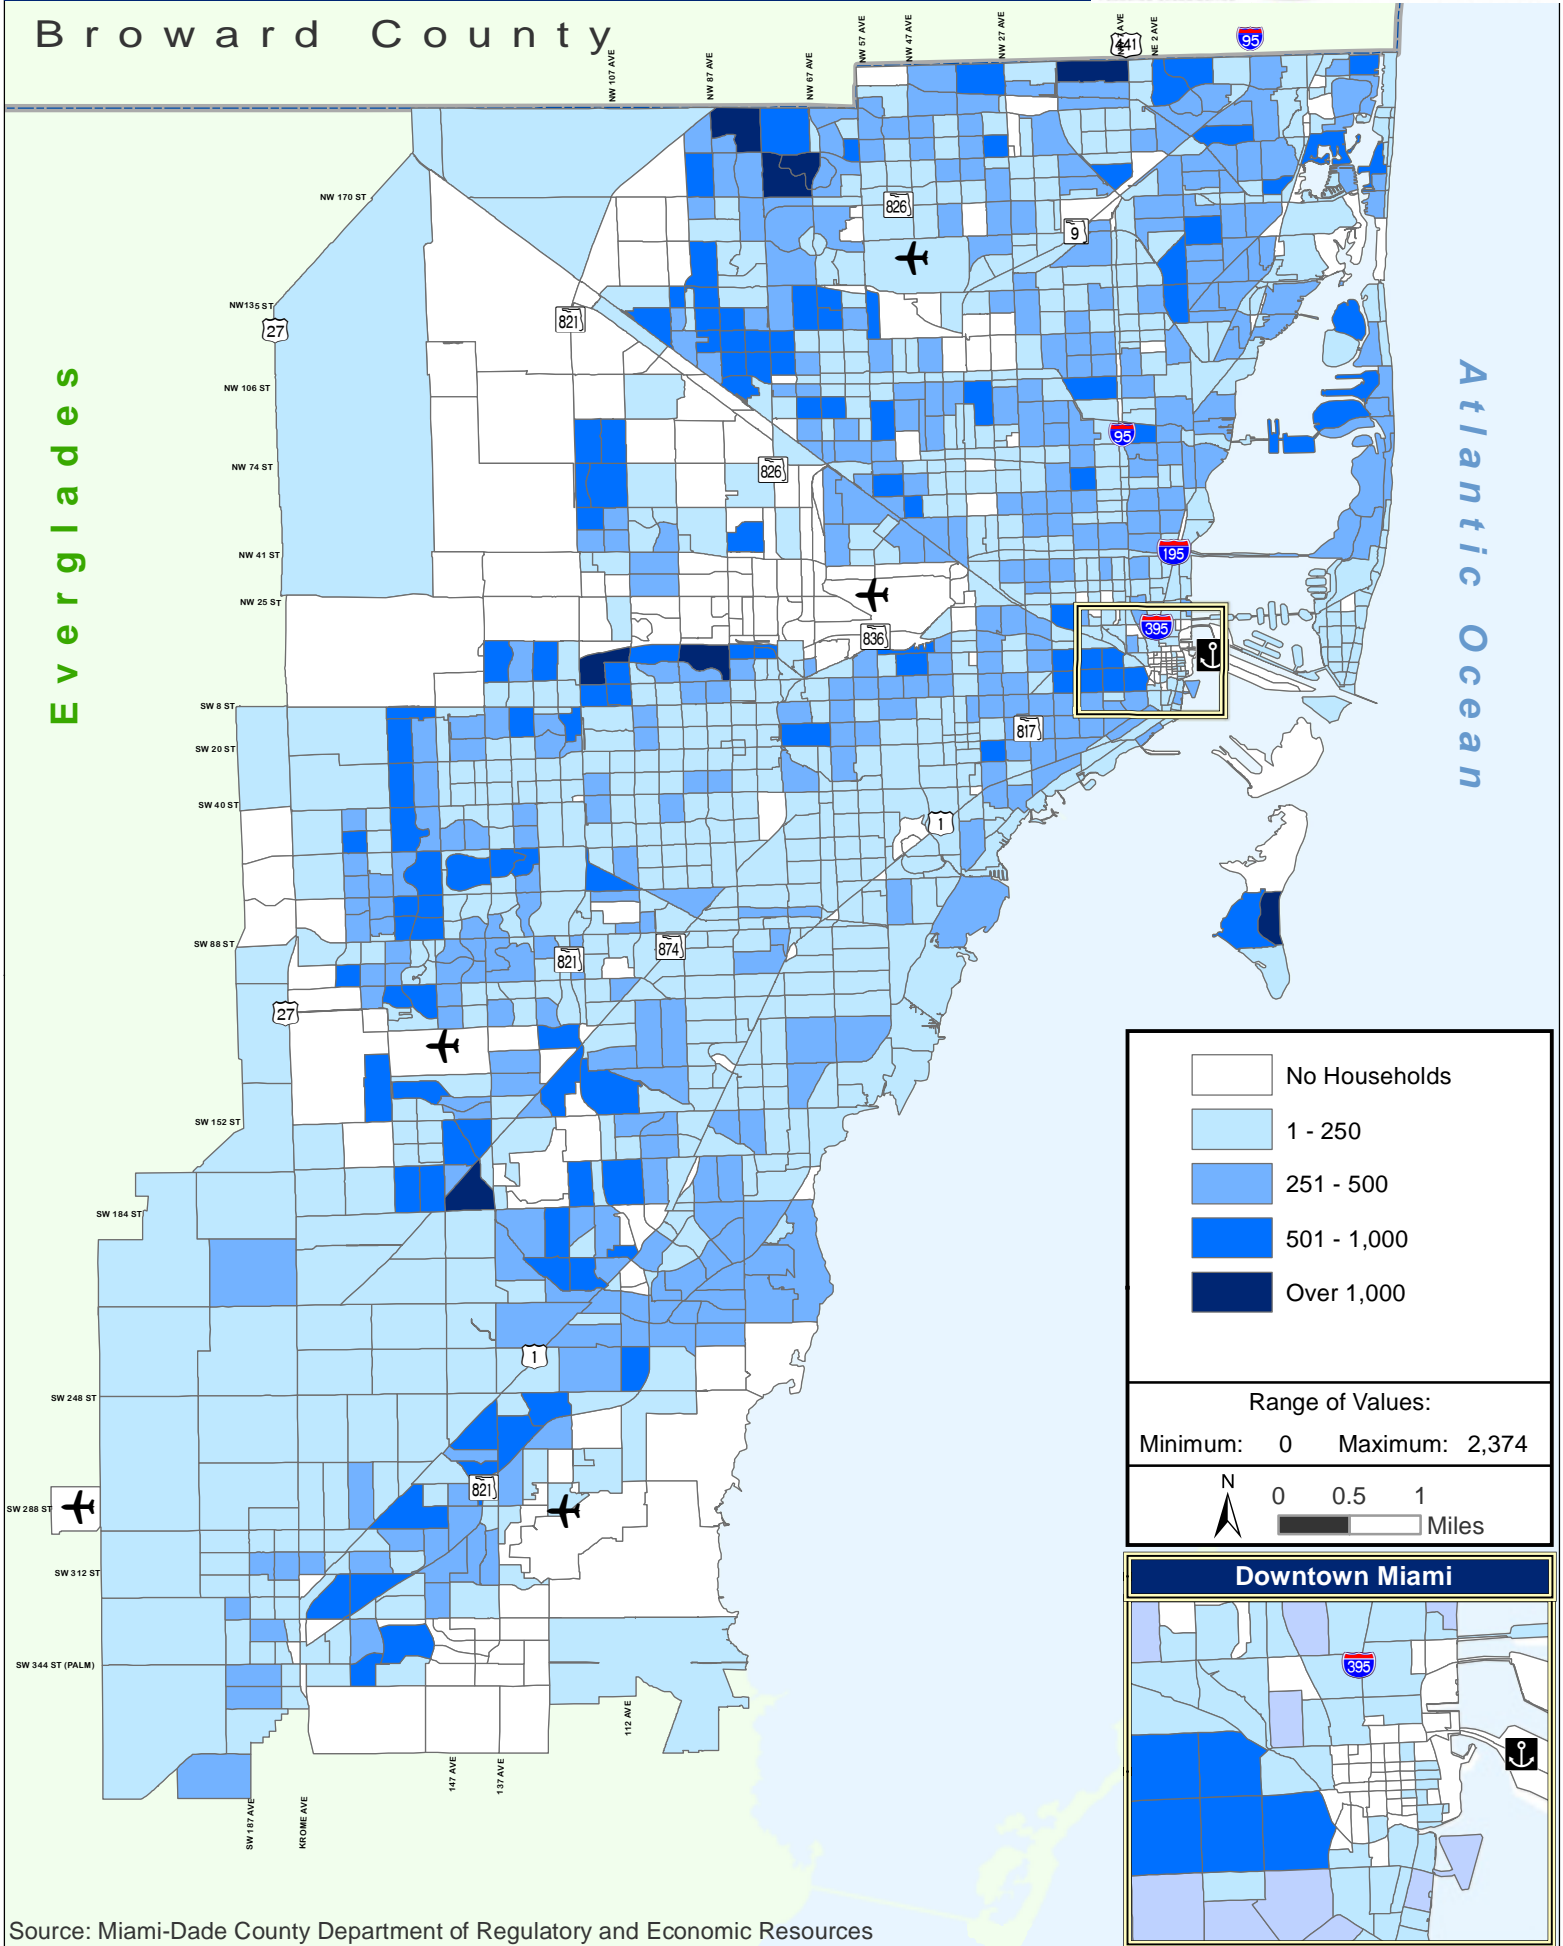 Broward County
NW 107 AVE
NW 87 AVE
NW 67 AVE
NW 57 AVE
NW 47 AVE
NW 27 AVE
AVE
NE 2 AVE
441
95
NW 170 ST
826
9
NW135 ST
27
821
NW 106 ST
Everglades
Atlantic Ocean
95
NW 74 ST
826
NW 41 ST
195
NW 25 ST
395
836
SW 8 ST
817
SW 20 ST
SW 40 ST
1
SW 88 ST
821
874
27
SW 152 ST
SW 184 ST
1
SW 248 ST
821
SW 288 ST
SW 312 ST
SW 344 ST (PALM)
112 AVE
147 AVE
137 AVE
SW 187 AVE
KROME AVE
No Households
1 - 250
251 - 500
501 - 1,000
Over 1,000
Range of Values:
Minimum: 0 Maximum: 2,374
N
0 0.5 1
Miles
Downtown Miami
395
Source: Miami-Dade County Department of Regulatory and Economic Resources